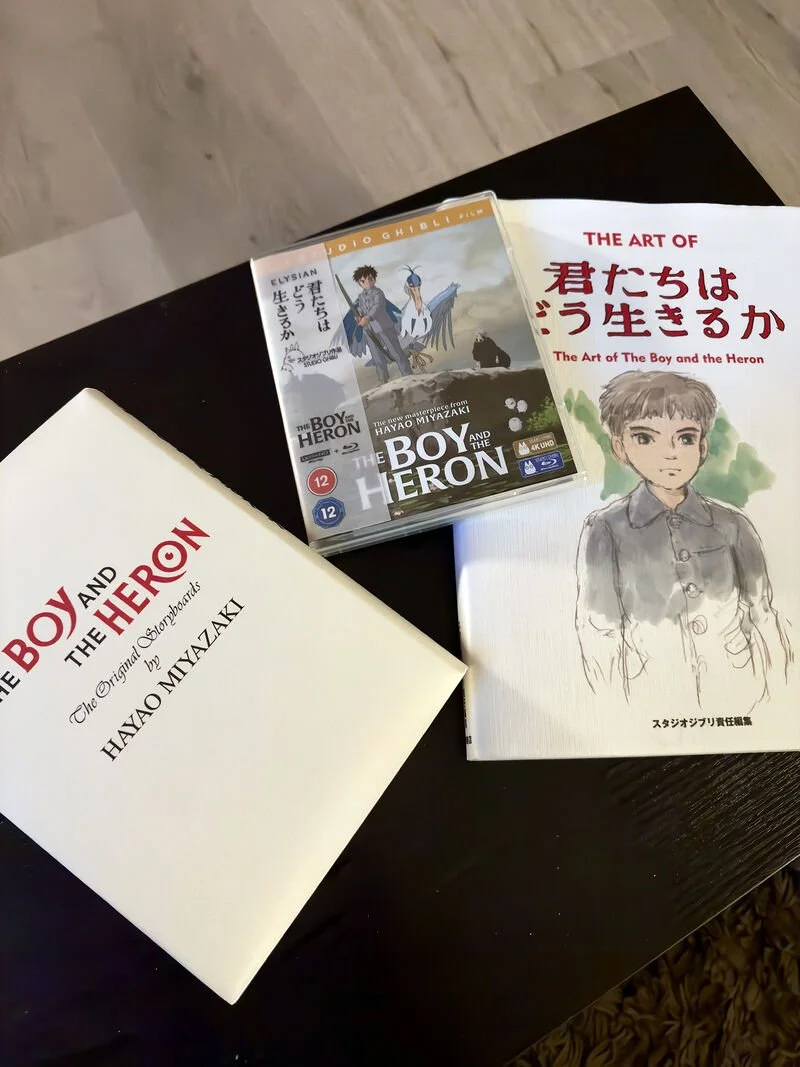 THE BOY AND
THE HERON
The Original Storyboards
by
HAYAO MIYAZAKI
STUDIO GHIBLI FILM
ELYSIAN
君たちは
どう
生きるか
スタジオジブリ作品
STUDIO GHIBLI
THE BOY AND THE
HERON
12
12
The new masterpiece from
HAYAO MIYAZAKI
THE BOY AND THE
HERON
4K UHD
Blu-ray
THE ART OF
君たちは
どう生きるか
The Art of The Boy and the Heron
スタジオジブリ責任編集